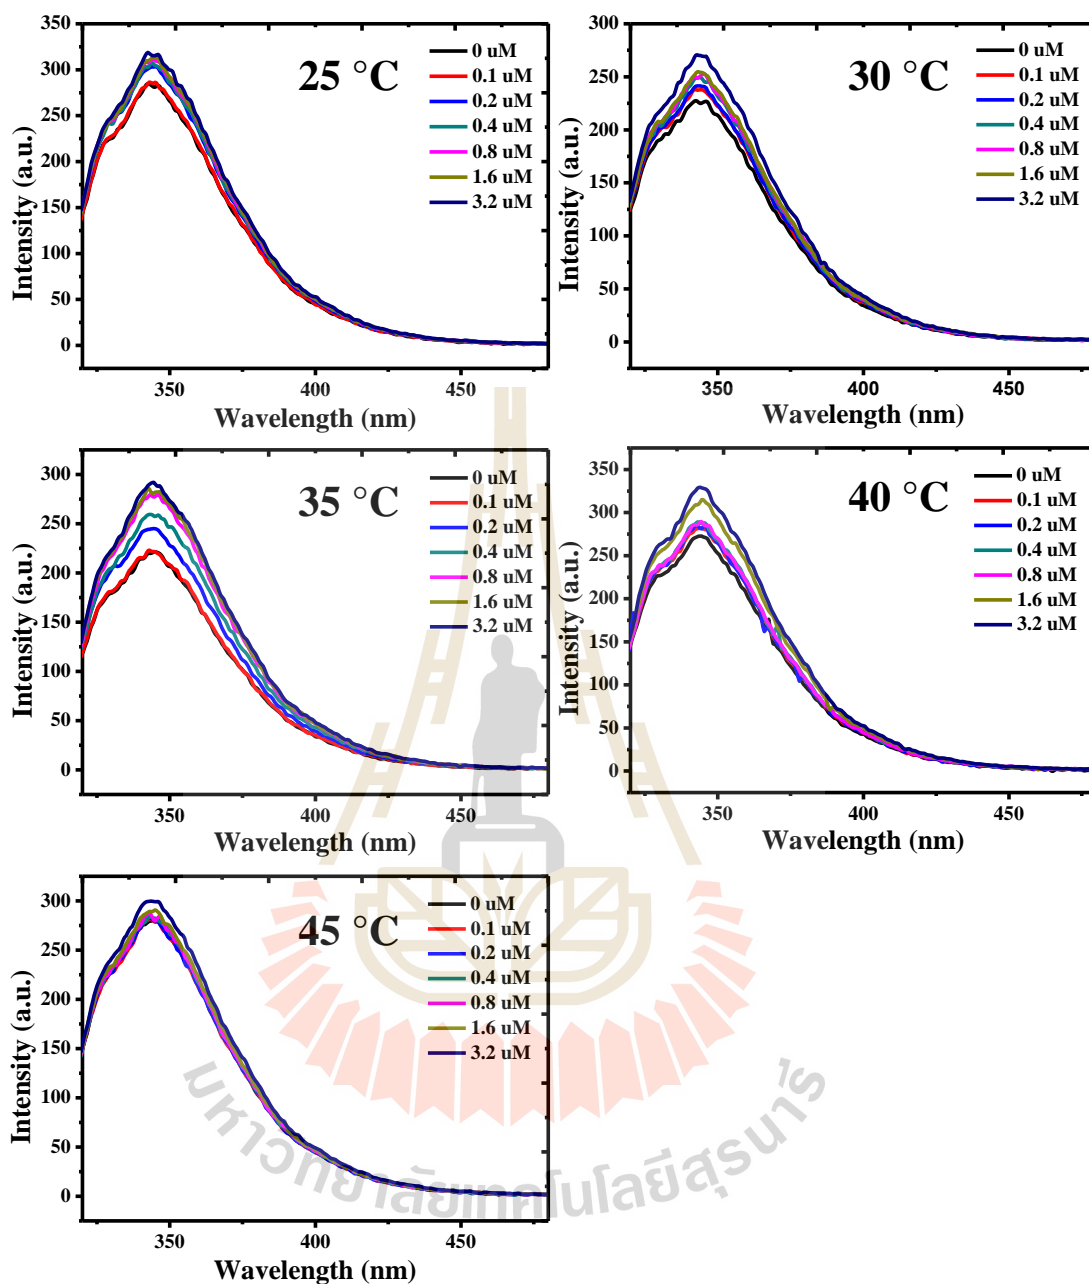 25 °C
0 uM
0.1 uM
0.2 uM
0.4 uM
0.8 uM
1.6 uM
3.2 uM
350
300
250
200
150
100
50
0
Intensity (a.u.)
350
400
450
Wavelength (nm)
30 °C
0 uM
0.1 uM
0.2 uM
0.4 uM
0.8 uM
1.6 uM
3.2 uM
300
250
200
150
100
50
0
Intensity (a.u.)
350
400
450
Wavelength (nm)
35 °C
0 uM
0.1 uM
0.2 uM
0.4 uM
0.8 uM
1.6 uM
3.2 uM
300
250
200
150
100
50
0
Intensity (a.u.)
350
400
450
Wavelength (nm)
40 °C
0 uM
0.1 uM
0.2 uM
0.4 uM
0.8 uM
1.6 uM
3.2 uM
350
300
250
200
150
100
50
0
Intensity (a.u.)
350
400
450
Wavelength (nm)
45 °C
0 uM
0.1 uM
0.2 uM
0.4 uM
0.8 uM
1.6 uM
3.2 uM
300
250
200
150
100
50
0
Intensity (a.u.)
350
400
450
Wavelength (nm)
มหาวิทยาลัยเทคโนโลยีสุรนารี